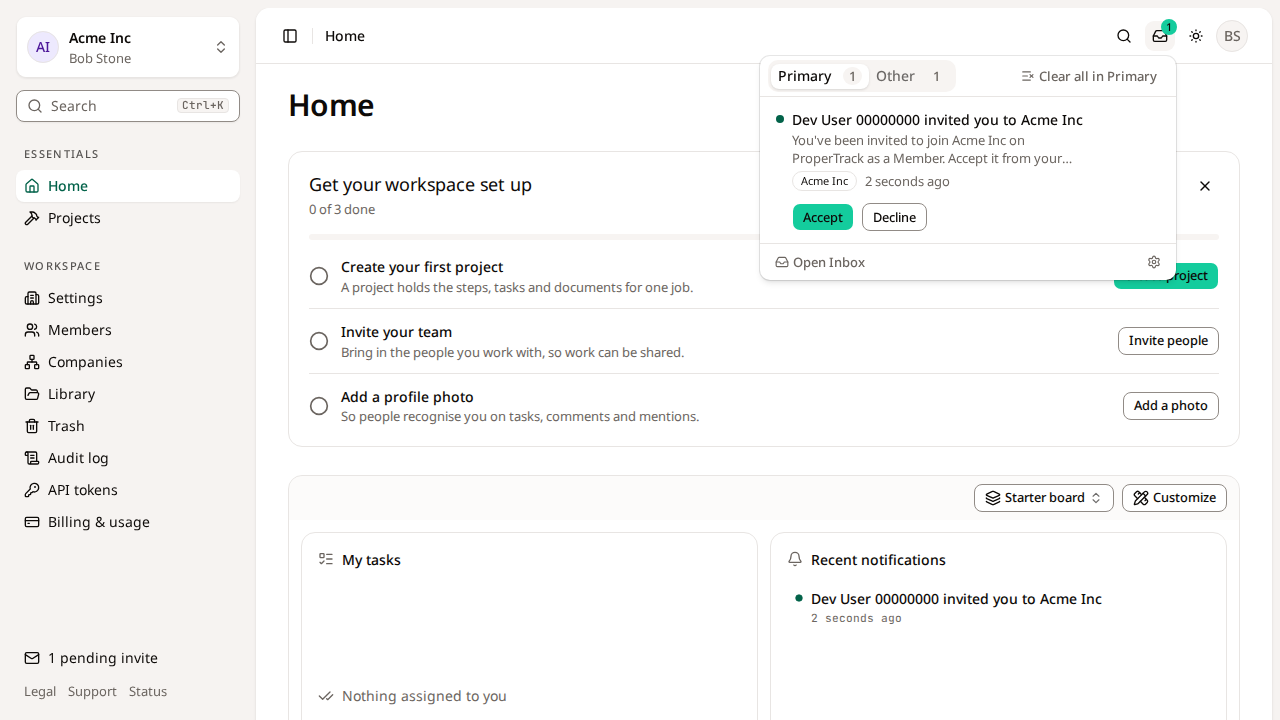 AI
Acme Inc
Bob Stone
Search
Ctrl+K
ESSENTIALS
Home
Projects
WORKSPACE
Settings
Members
Companies
Library
Trash
Audit log
API tokens
Billing & usage
1 pending invite
Legal Support Status
Home
1
BS
Home
Primary 1 Other 1
Clear all in Primary
Dev User 00000000 invited you to Acme Inc
You've been invited to join Acme Inc on
ProperTrack as a Member. Accept it from your…
Acme Inc 2 seconds ago
Accept Decline
Open Inbox
Get your workspace set up
0 of 3 done
Create your first project
A project holds the steps, tasks and documents for one job.
project
Invite your team
Bring in the people you work with, so work can be shared.
Invite people
Add a profile photo
So people recognise you on tasks, comments and mentions.
Add a photo
Starter board
Customize
My tasks
Nothing assigned to you
Recent notifications
Dev User 00000000 invited you to Acme Inc
2 seconds ago